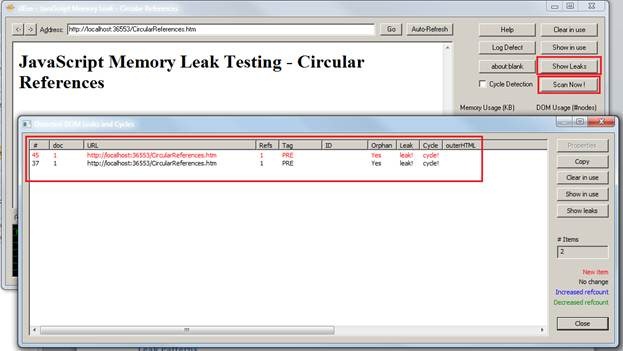 sIEve - JavaScript Memory Leak - Circular References
<- -> Address: http://localhost:36553/CircularReferences.htm Go Auto-Refresh
Help Clear in use
Log Defect Show in use
about:blank Show Leaks
Cycle Detection Scan Now !
Memory Usage (KB) DOM Usage (#nodes)
JavaScript Memory Leak Testing - Circular
References
Detected DOM Leaks and Cycles
# doc URL Refs Tag ID Orphan Leak Cycle outerHTML
45 1 http://localhost:36553/CircularReferences.htm 1 PRE Yes leak! cycle!
37 1 http://localhost:36553/CircularReferences.htm 1 PRE Yes leak! cycle!
Properties
Copy
Clear in use
Show in use
Show leaks
# Items
2
New item
No change
Increased refcount
Decreased refcount
Close
Leak Patterns